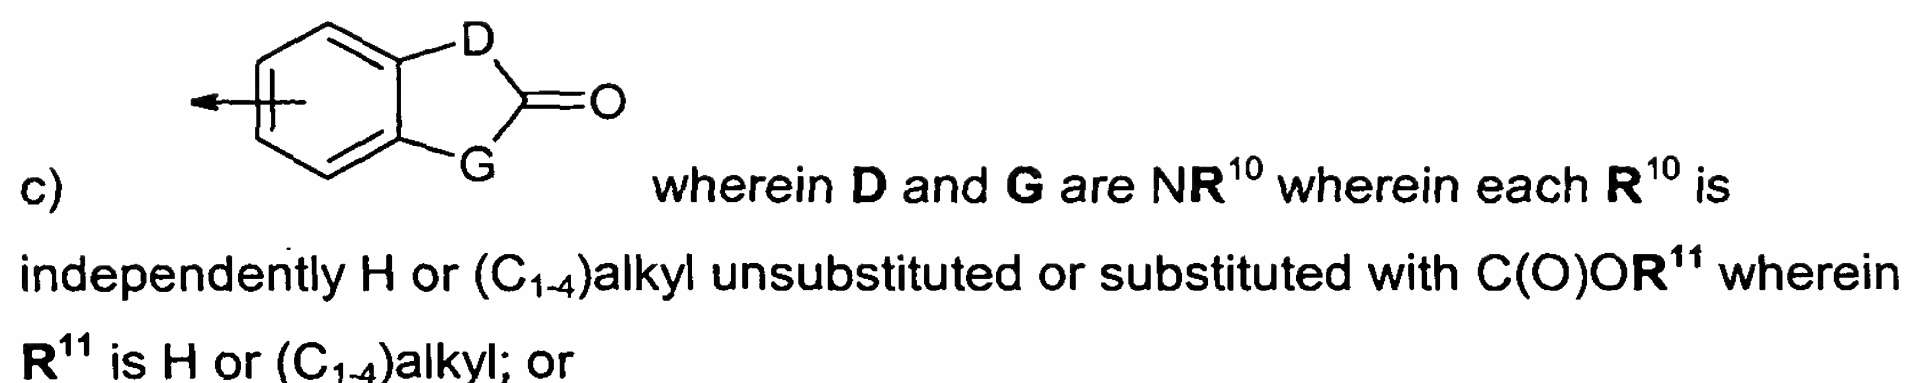 D
O
G
c) wherein D and G are NR¹⁰ wherein each R¹⁰ is
independently H or (C₁₋₄)alkyl unsubstituted or substituted with C(O)OR¹¹ wherein
R¹¹ is H or (C₁₋₄)alkyl; or